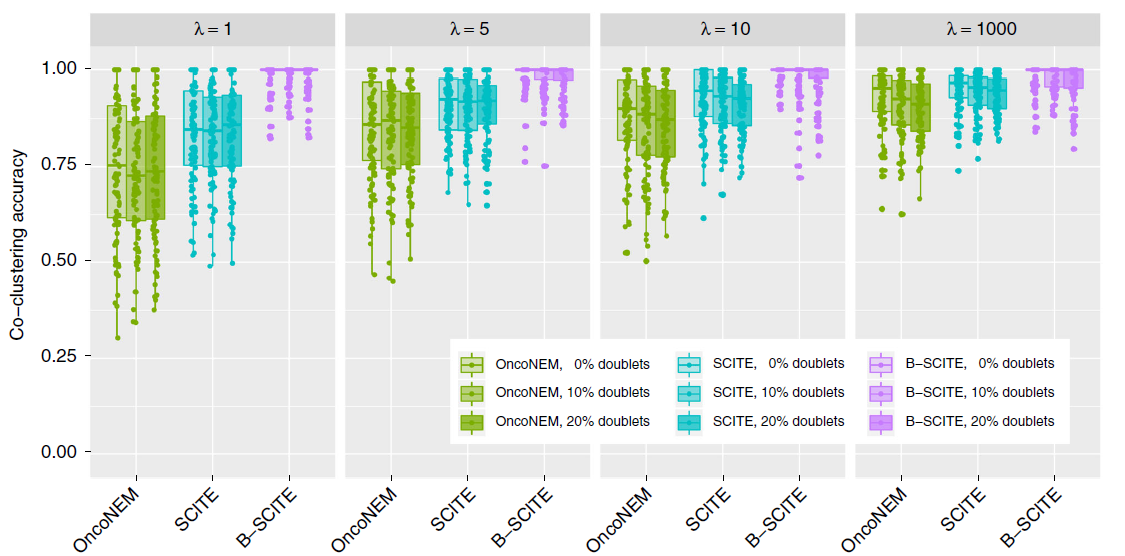 λ = 1 λ = 5 λ = 10 λ = 1000
Co−clustering accuracy
1.00
0.75
0.50
0.25
0.00
OncoNEM, 0% doublets SCITE, 0% doublets B−SCITE, 0% doublets
OncoNEM, 10% doublets SCITE, 10% doublets B−SCITE, 10% doublets
OncoNEM, 20% doublets SCITE, 20% doublets B−SCITE, 20% doublets
OncoNEM SCITE B−SCITE OncoNEM SCITE B−SCITE OncoNEM SCITE B−SCITE OncoNEM SCITE B−SCITE